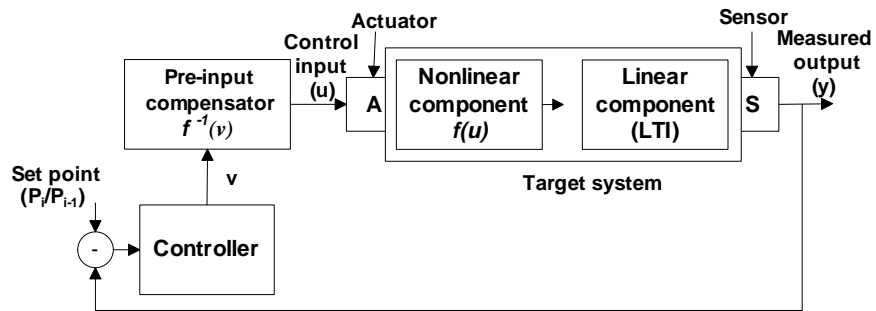 Actuator
Sensor
Control
input
(u)
Measured
output
(y)
Pre-input
compensator
f⁻¹(v)
A
Nonlinear
component
f(u)
Linear
component
(LTI)
S
Target system
Set point
(Pᵢ/Pᵢ₋₁)
v
-
Controller